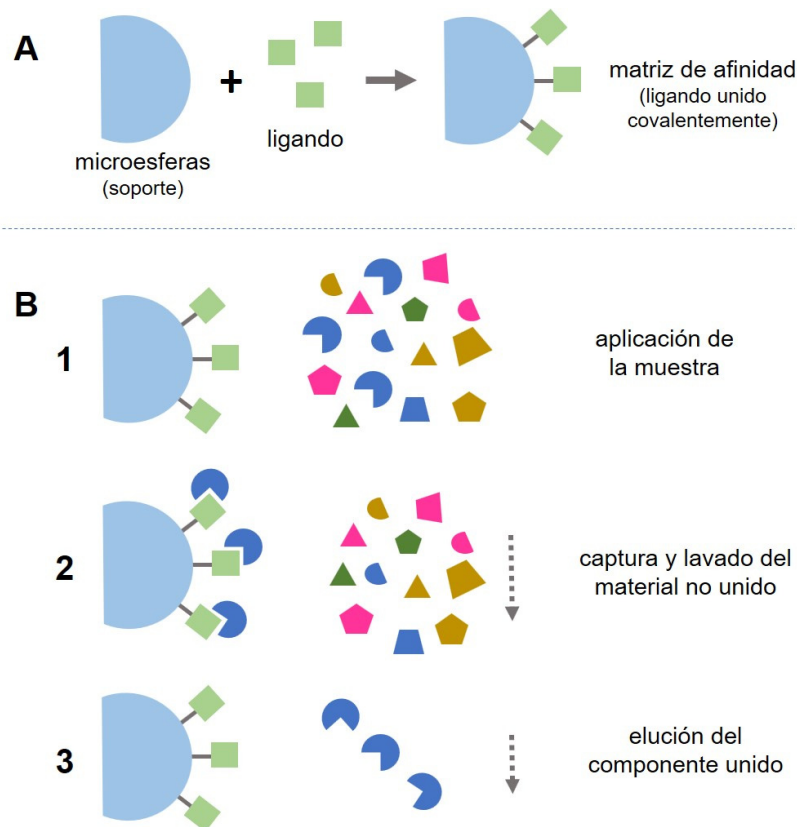 A
+
microesferas
(soporte)
ligando
matriz de afinidad
(ligando unido
covalentemente)
B
1
aplicación de
la muestra
2
captura y lavado del
material no unido
3
elución del
componente unido